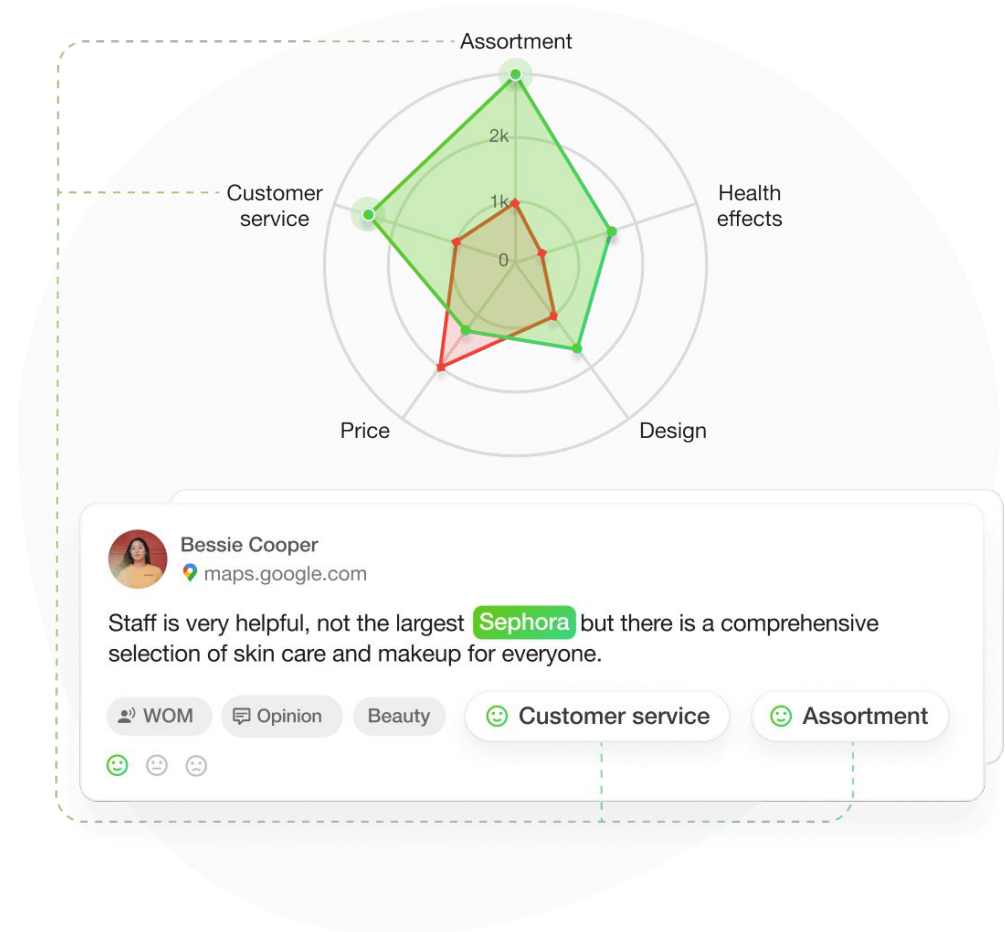 Assortment
2k
Customer
service
Health
effects
1k
0
Price
Design
Bessie Cooper
maps.google.com
Staff is very helpful, not the largest Sephora but there is a comprehensive
selection of skin care and makeup for everyone.
WOM Opinion Beauty Customer service Assortment